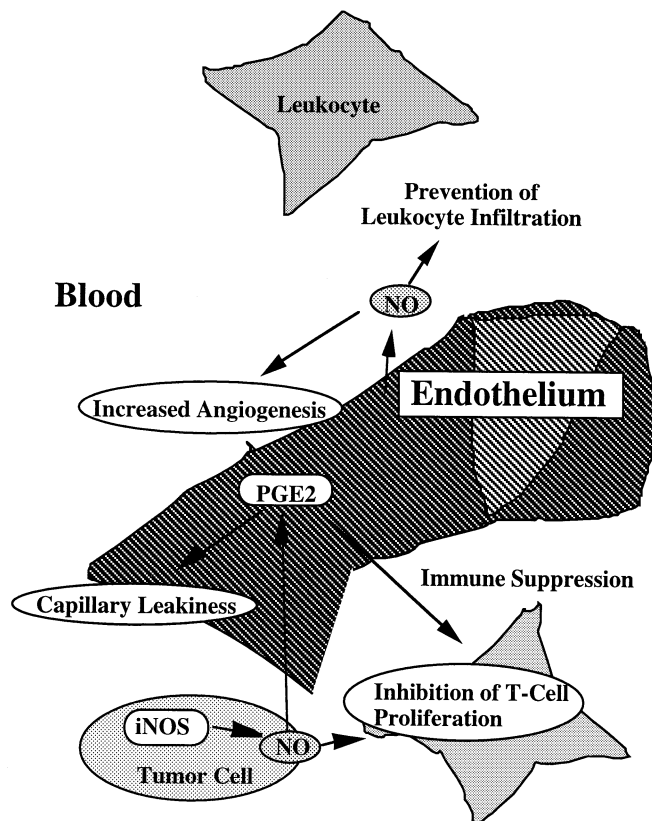 Leukocyte
Prevention of
Leukocyte Infiltration
Blood
NO
Endothelium
Increased Angiogenesis
PGE2
Immune Suppression
Capillary Leakiness
Inhibition of T-Cell
Proliferation
iNOS
NO
Tumor Cell